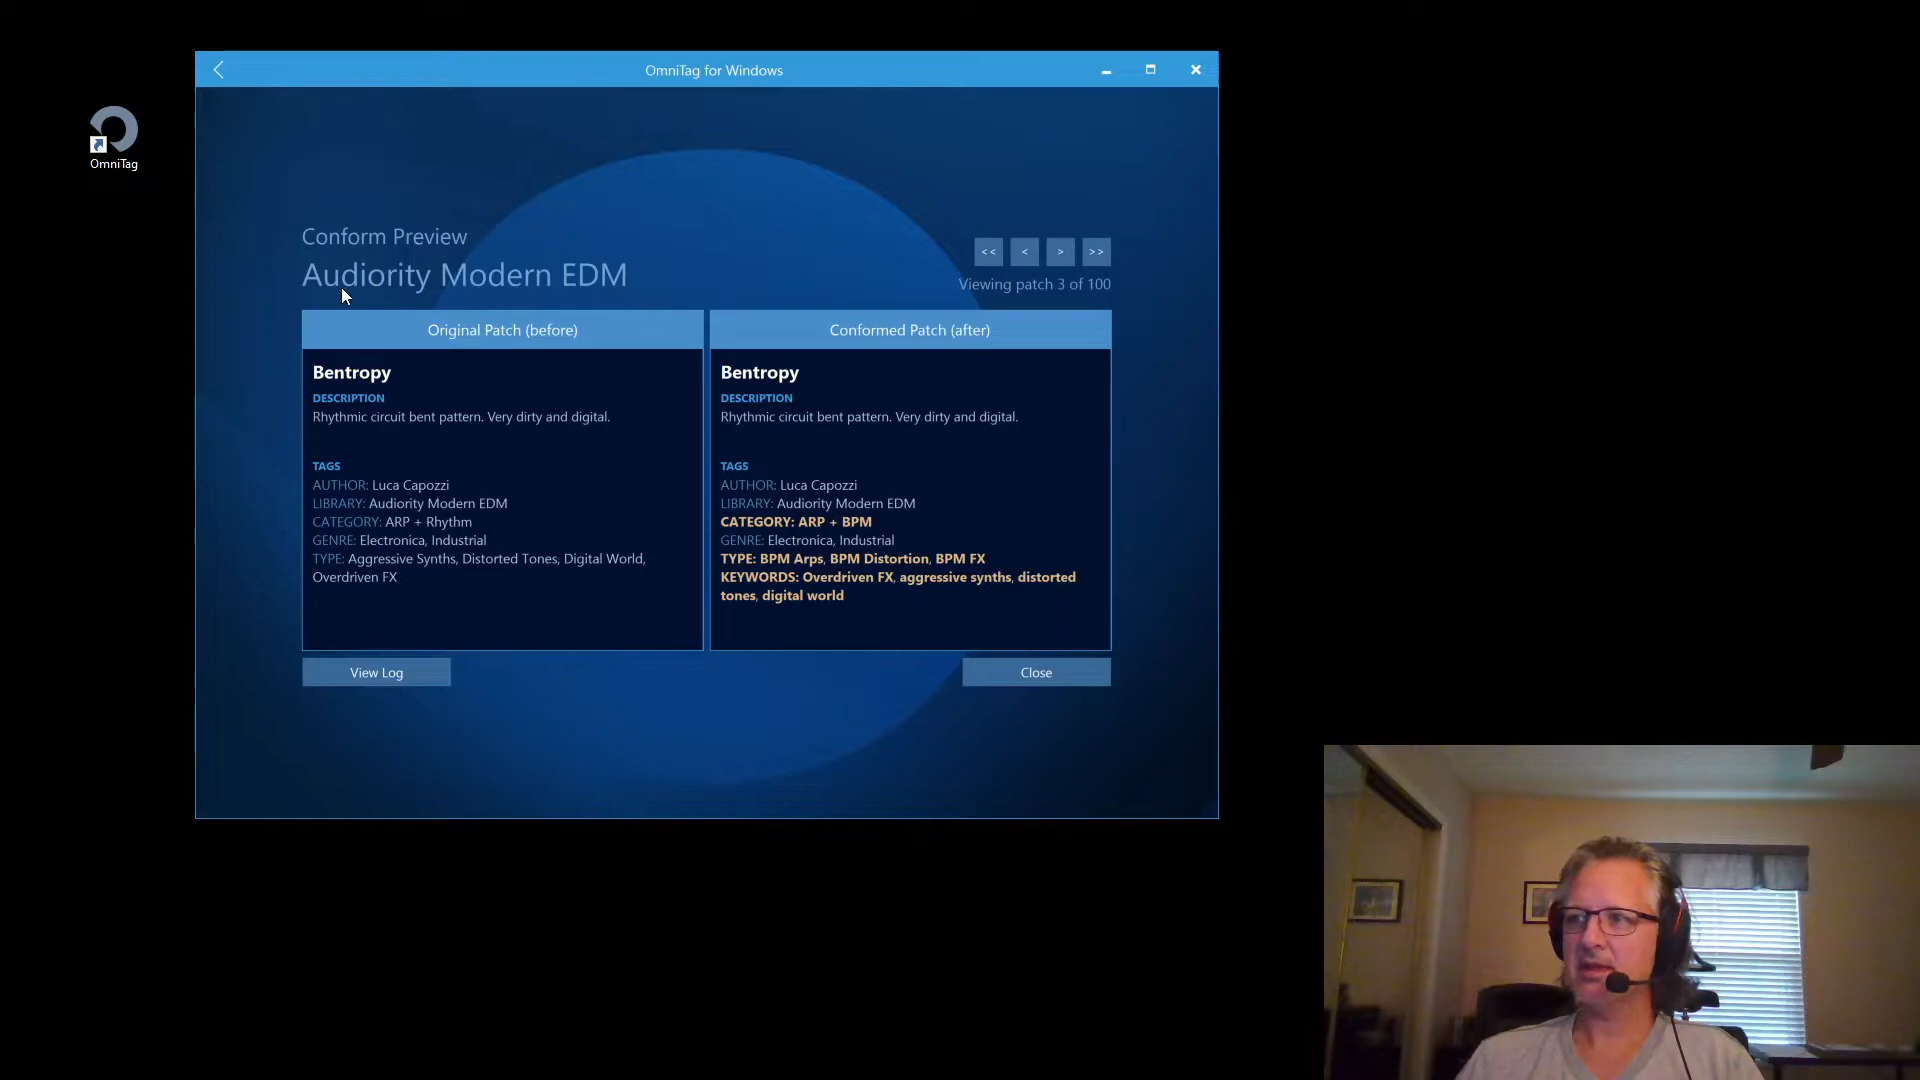 OmniTag for Windows
OmniTag
Conform Preview
Audiority Modern EDM
<< < > >>
Viewing patch 3 of 100
Original Patch (before)
Bentropy
DESCRIPTION
Rhythmic circuit bent pattern. Very dirty and digital.
TAGS
AUTHOR: Luca Capozzi
LIBRARY: Audiority Modern EDM
CATEGORY: ARP + Rhythm
GENRE: Electronica, Industrial
TYPE: Aggressive Synths, Distorted Tones, Digital World,
Overdriven FX
Conformed Patch (after)
Bentropy
DESCRIPTION
Rhythmic circuit bent pattern. Very dirty and digital.
TAGS
AUTHOR: Luca Capozzi
LIBRARY: Audiority Modern EDM
CATEGORY: ARP + BPM
GENRE: Electronica, Industrial
TYPE: BPM Arps, BPM Distortion, BPM FX
KEYWORDS: Overdriven FX, aggressive synths, distorted
tones, digital world
View Log
Close